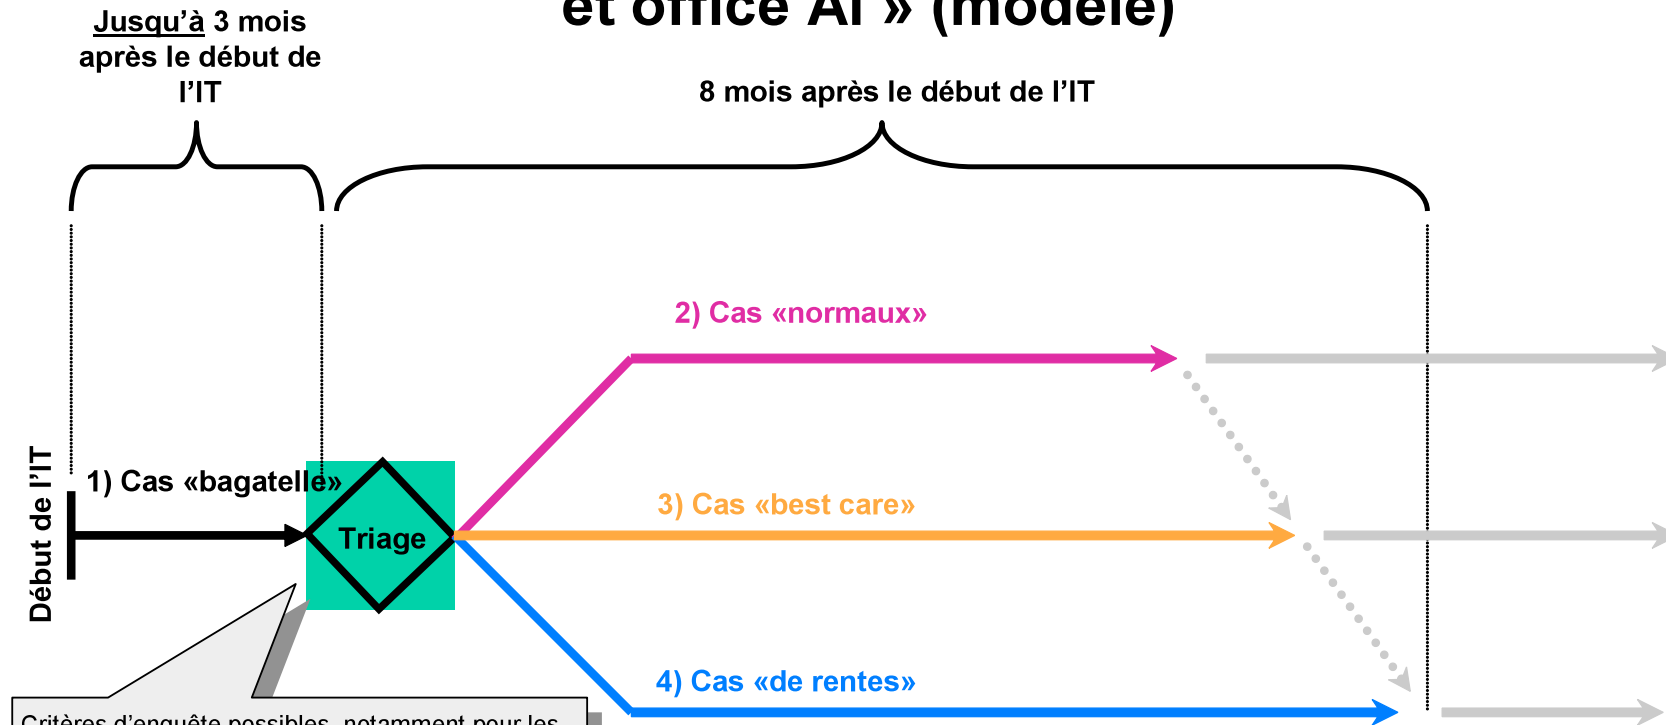 et office AI » (modèle)
Jusqu'à 3 mois
après le début de
l'IT
8 mois après le début de l'IT
2) Cas «normaux»
1) Cas «bagatelle»
3) Cas «best care»
Triage
Début de l'IT
4) Cas «de rentes»
Critères d'enquête possibles, notamment pour les